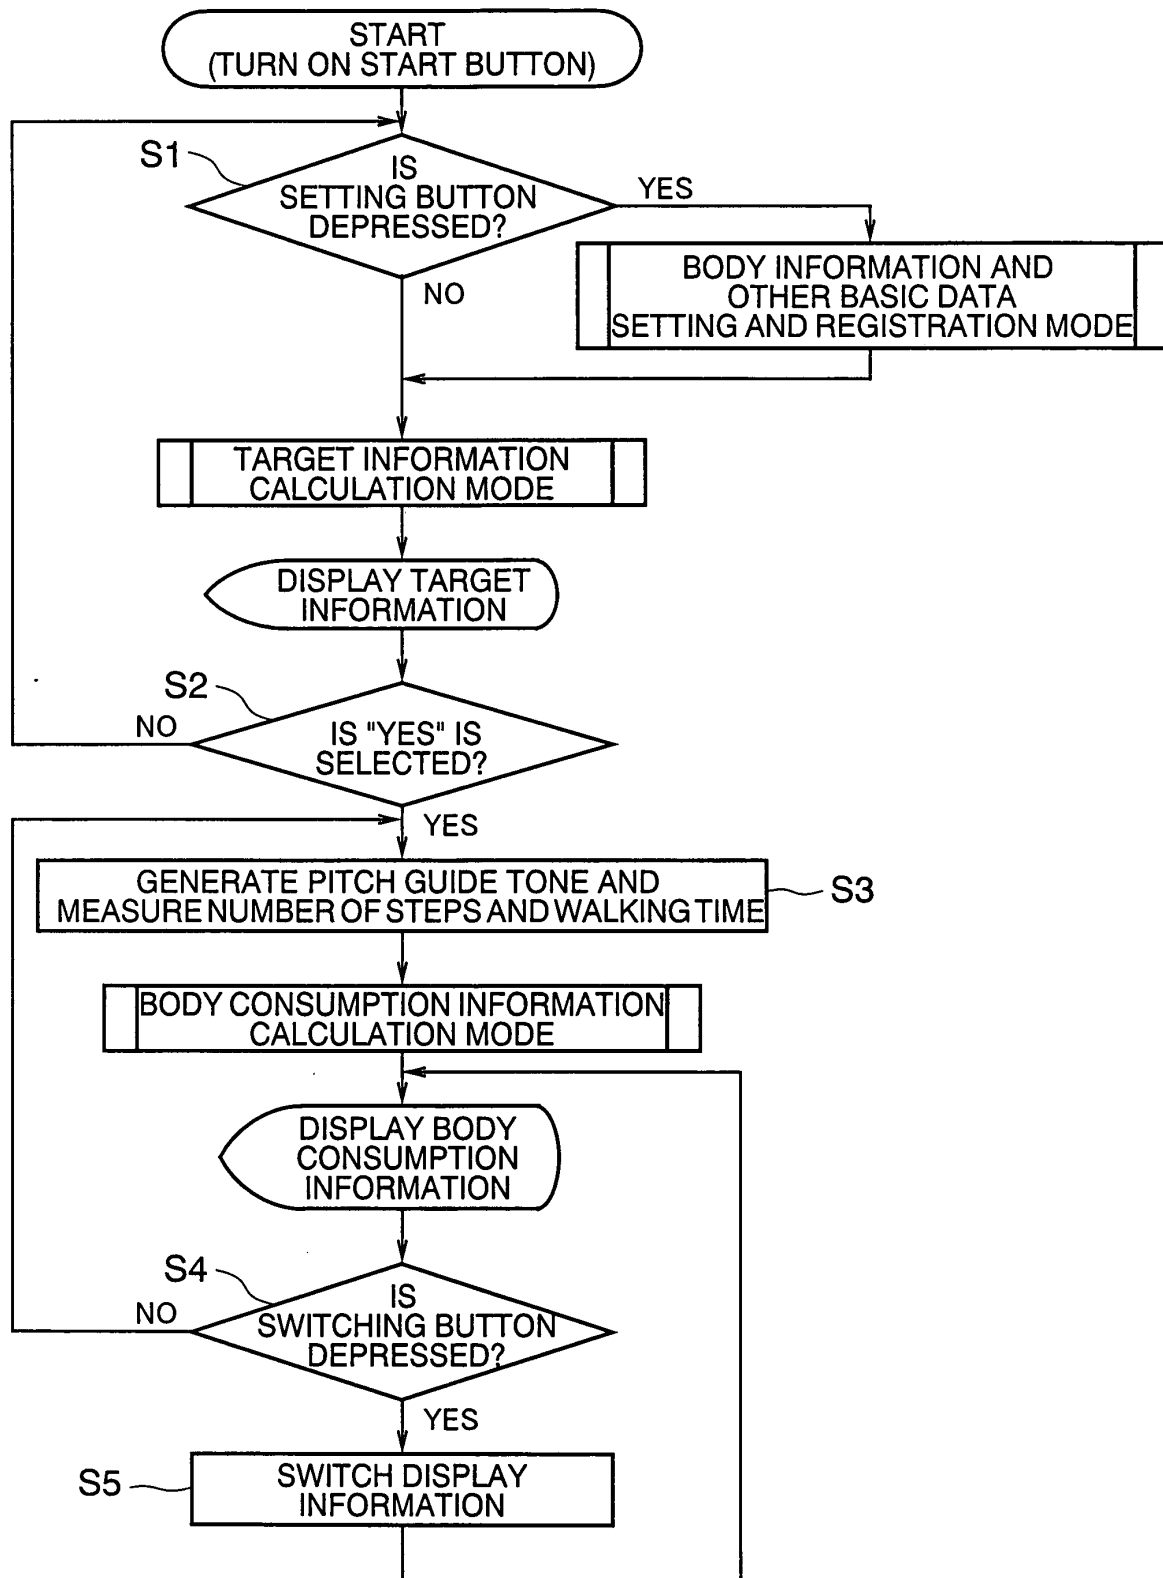 START
(TURN ON START BUTTON)
S1
IS
SETTING BUTTON
DEPRESSED?
YES
NO
BODY INFORMATION AND
OTHER BASIC DATA
SETTING AND REGISTRATION MODE
TARGET INFORMATION
CALCULATION MODE
DISPLAY TARGET
INFORMATION
S2
NO
IS "YES" IS
SELECTED?
YES
GENERATE PITCH GUIDE TONE AND
MEASURE NUMBER OF STEPS AND WALKING TIME
S3
BODY CONSUMPTION INFORMATION
CALCULATION MODE
DISPLAY BODY
CONSUMPTION
INFORMATION
S4
NO
IS
SWITCHING BUTTON
DEPRESSED?
YES
S5
SWITCH DISPLAY
INFORMATION